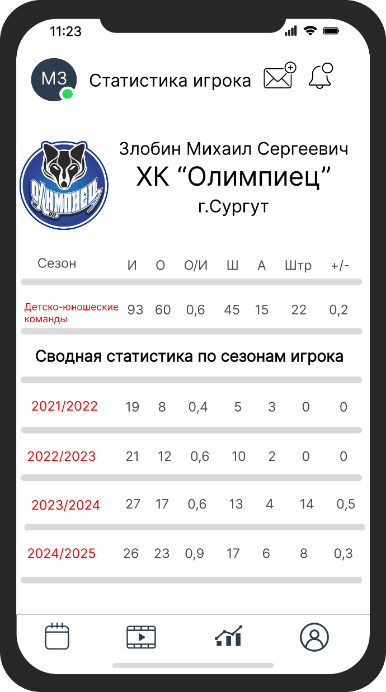 11:23
МЗ Статистика игрока
Злобин Михаил Сергеевич
ХК “Олимпиец”
г.Сургут
ОЛИМПИЕЦ
Сезон И О О/И Ш А Штр +/-
Детско-юношеские
команды 93 60 0,6 45 15 22 0,2
Сводная статистика по сезонам игрока
2021/2022 19 8 0,4 5 3 0 0
2022/2023 21 12 0,6 10 2 0 0
2023/2024 27 17 0,6 13 4 14 0,5
2024/2025 26 23 0,9 17 6 8 0,3